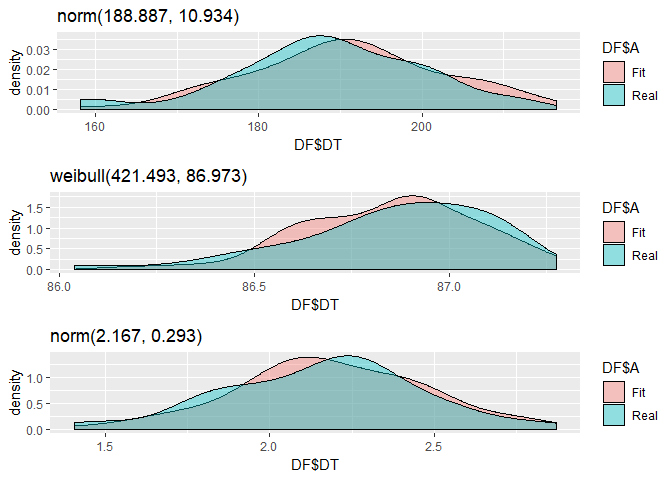 norm(188.887, 10.934)
density
0.03
0.02
0.01
0.00
160
180
200
DF$DT
DF$A
Fit
Real
weibull(421.493, 86.973)
density
1.5
1.0
0.5
0.0
86.0
86.5
87.0
DF$DT
DF$A
Fit
Real
norm(2.167, 0.293)
density
1.0
0.5
0.0
1.5
2.0
2.5
DF$DT
DF$A
Fit
Real